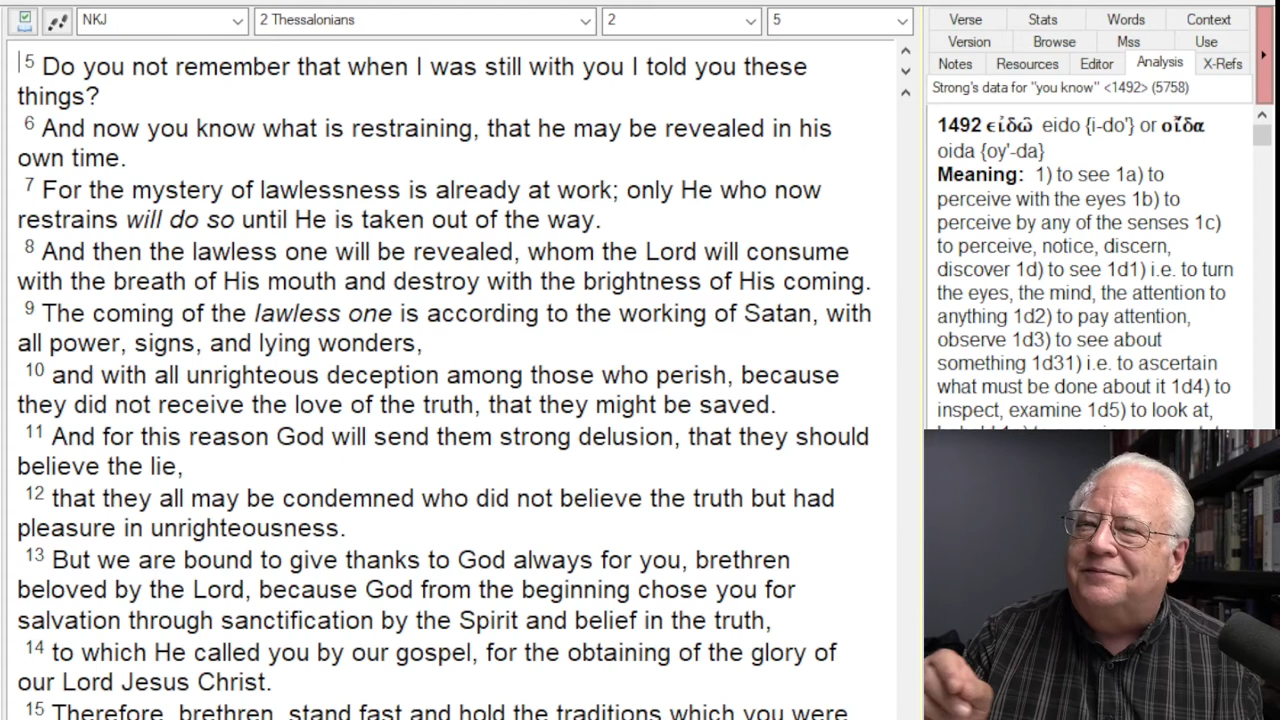 NKJ 2 Thessalonians 2 5
5 Do you not remember that when I was still with you I told you these
things?
6 And now you know what is restraining, that he may be revealed in his
own time.
7 For the mystery of lawlessness is already at work; only He who now
restrains will do so until He is taken out of the way.
8 And then the lawless one will be revealed, whom the Lord will consume
with the breath of His mouth and destroy with the brightness of His coming.
9 The coming of the lawless one is according to the working of Satan, with
all power, signs, and lying wonders,
10 and with all unrighteous deception among those who perish, because
they did not receive the love of the truth, that they might be saved.
11 And for this reason God will send them strong delusion, that they should
believe the lie,
12 that they all may be condemned who did not believe the truth but had
pleasure in unrighteousness.
13 But we are bound to give thanks to God always for you, brethren
beloved by the Lord, because God from the beginning chose you for
salvation through sanctification by the Spirit and belief in the truth,
14 to which He called you by our gospel, for the obtaining of the glory of
our Lord Jesus Christ.
15 Therefore, brethren, stand fast and hold the traditions which you were
Verse Stats Words Context
Version Browse Mss Use
Notes Resources Editor Analysis X-Refs
Strong's data for "you know" <1492> (5758)
1492 εἰδῶ eido {i-do'} or οἶδα
oida {oy'-da}
Meaning: 1) to see 1a) to
perceive with the eyes 1b) to
perceive by any of the senses 1c)
to perceive, notice, discern,
discover 1d) to see 1d1) i.e. to turn
the eyes, the mind, the attention to
anything 1d2) to pay attention,
observe 1d3) to see about
something 1d31) i.e. to ascertain
what must be done about it 1d4) to
inspect, examine 1d5) to look at,